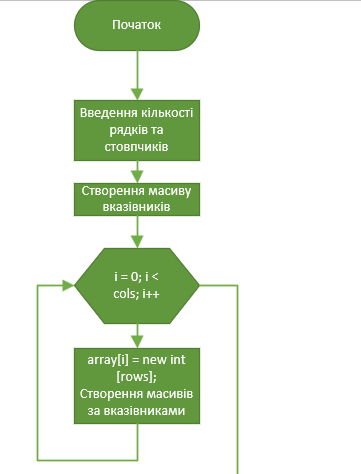 Початок
Введення кількості
рядків та
стовпчиків
Створення масиву
вказівників
i = 0; i <
cols; i++
array[i] = new int
[rows];
Створення масивів
за вказівниками